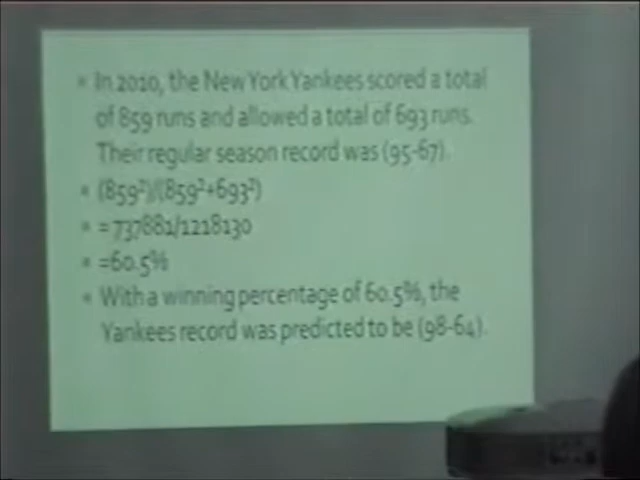 • In 2010, the New York Yankees scored a total
of 859 runs and allowed a total of 693 runs.
Their regular season record was (95-67).
• (859²)/(859²+693²)
• = 737881/1218130
• =60.5%
• With a winning percentage of 60.5%, the
Yankees record was predicted to be (98-64).